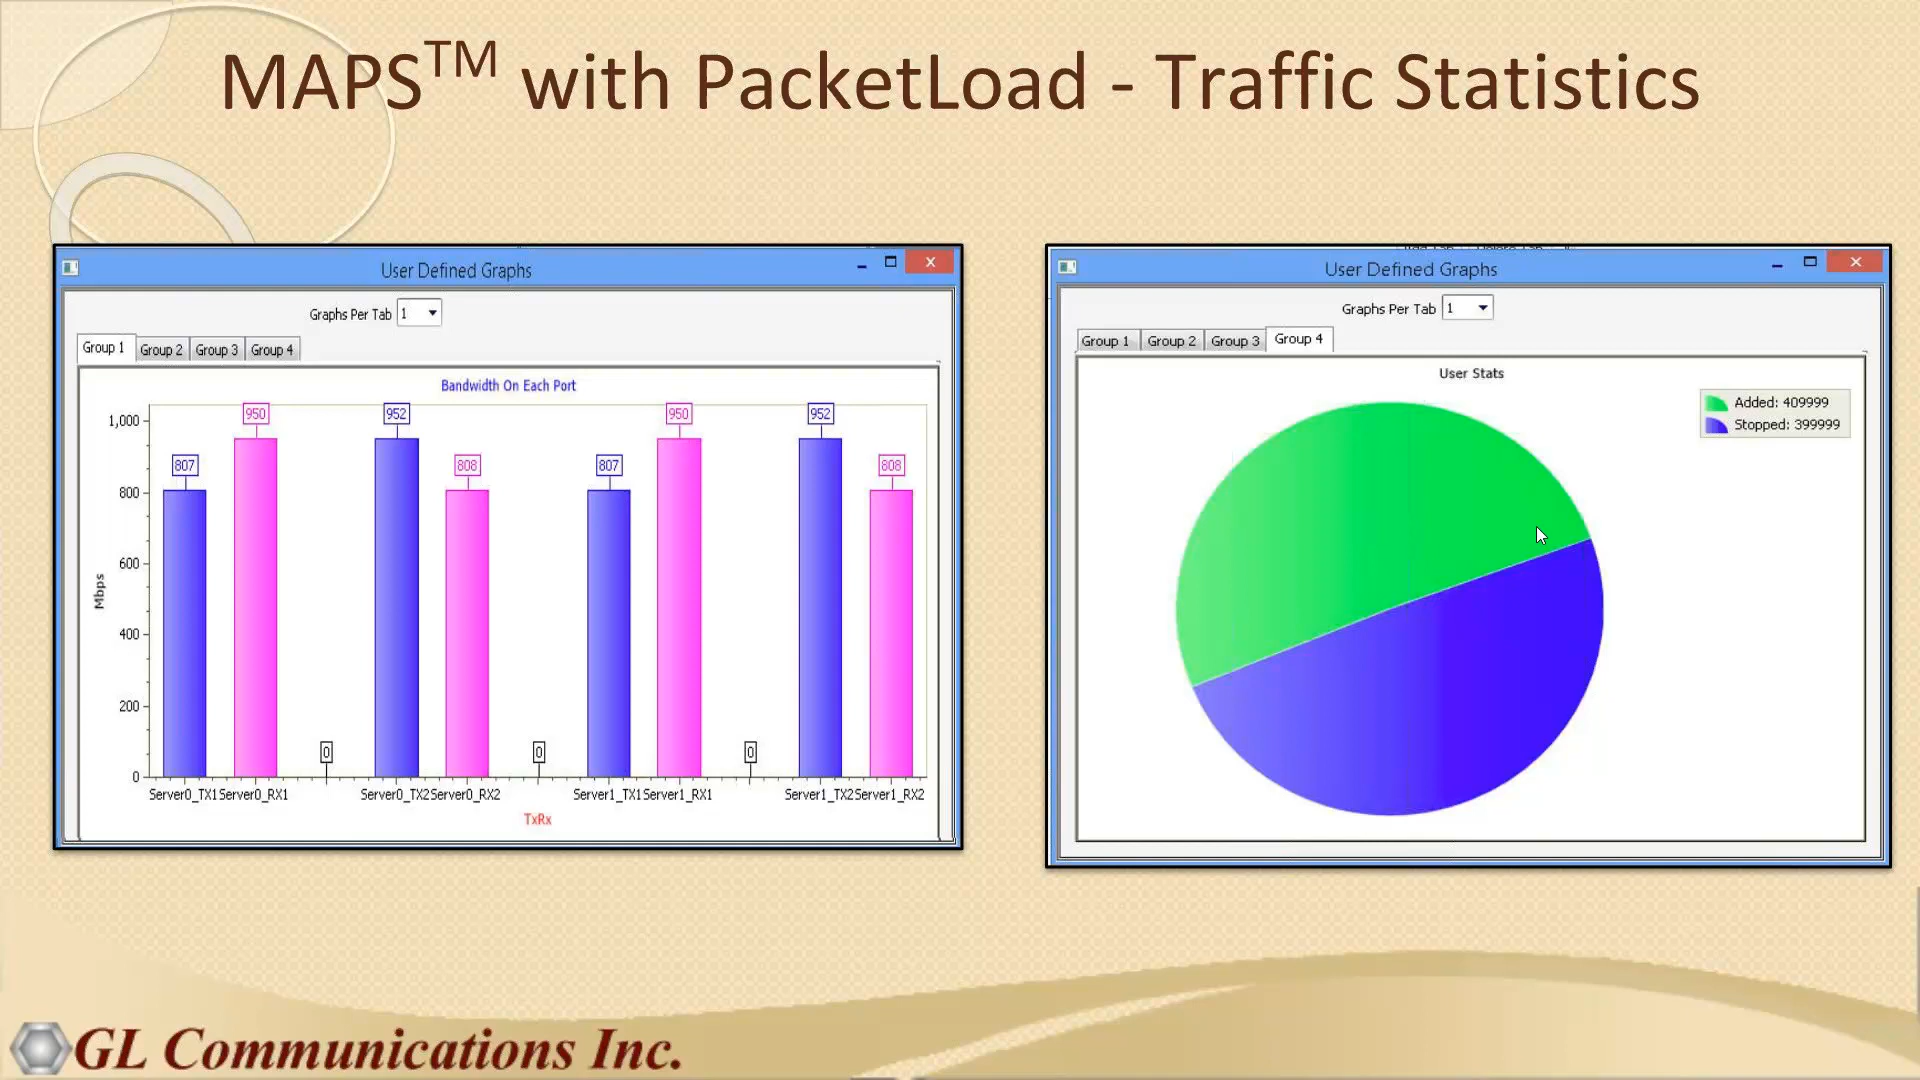 MAPS™ with PacketLoad - Traffic Statistics
User Defined Graphs
Graphs Per Tab 1
Group 1 Group 2 Group 3 Group 4
Bandwidth On Each Port
950 952 950 952
807 808 807 808
0 0 0
1,000
800
600
400
200
0
Mbps
Server0_TX1 Server0_RX1 Server0_TX2 Server0_RX2 Server1_TX1 Server1_RX1 Server1_TX2 Server1_RX2
TxRx
User Defined Graphs
Graphs Per Tab 1
Group 1 Group 2 Group 3 Group 4
User Stats
Added: 409999
Stopped: 399999
GL Communications Inc.